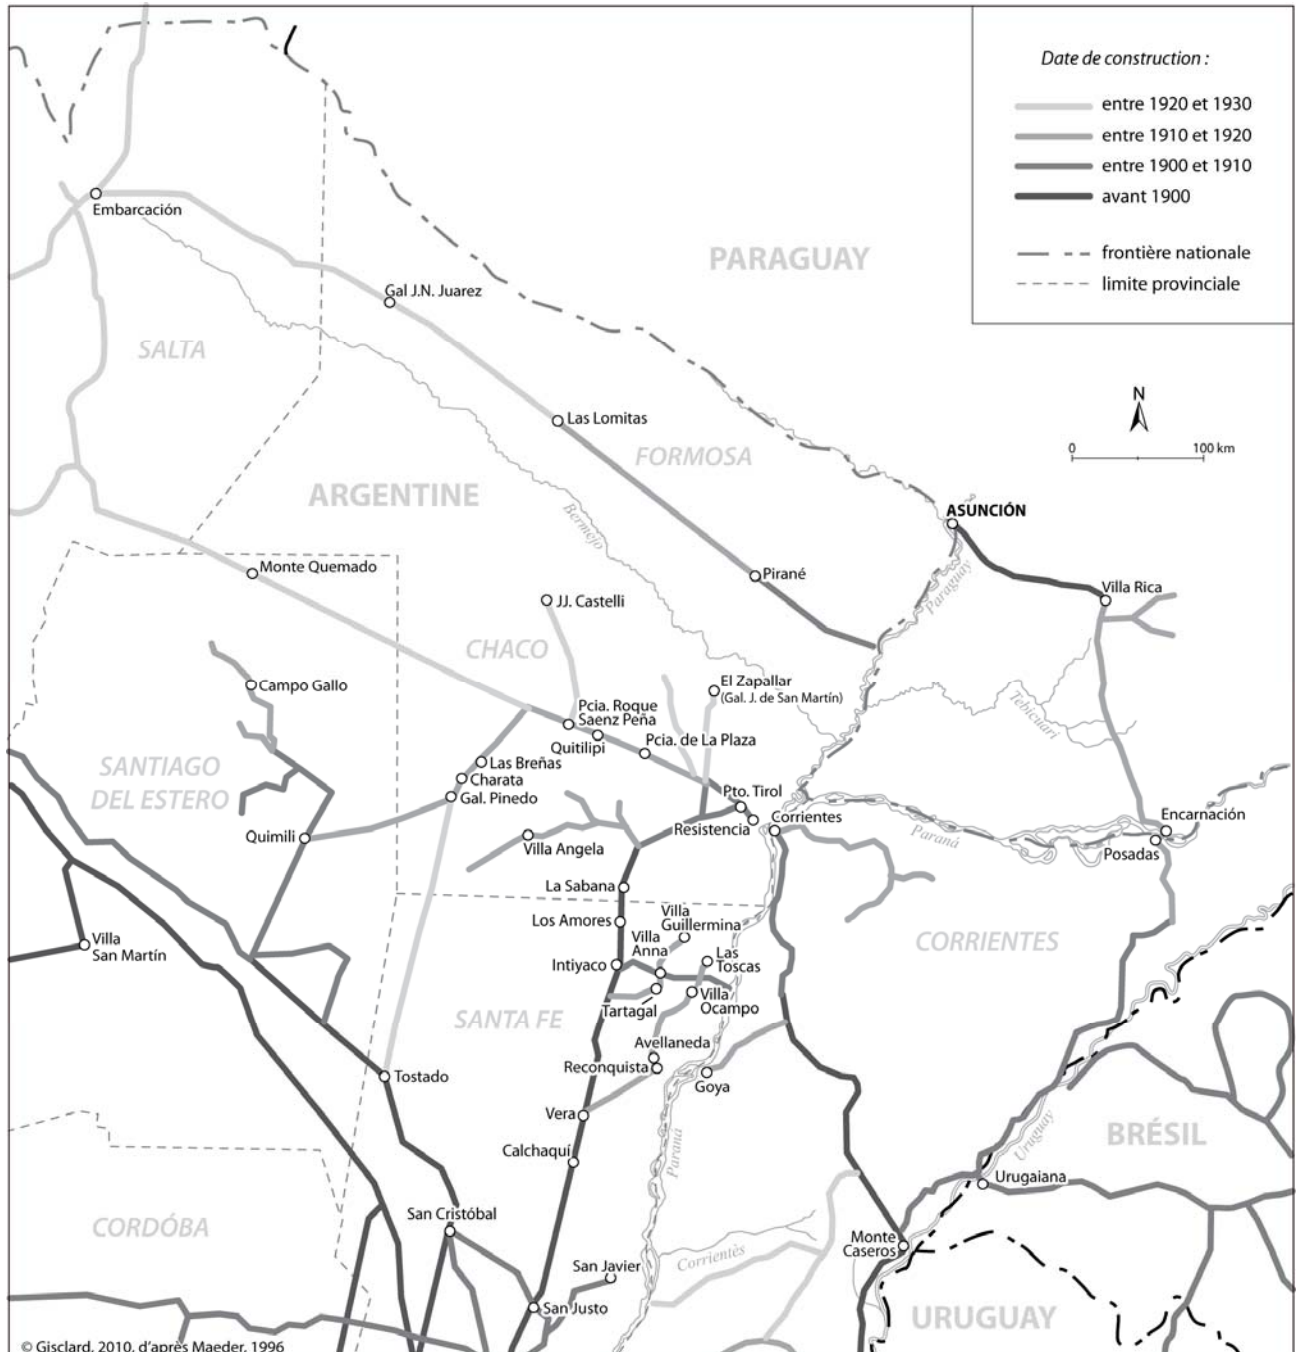 Date de construction :
entre 1920 et 1930
entre 1910 et 1920
entre 1900 et 1910
avant 1900
frontière nationale
limite provinciale
N
0 100 km
Embarcación
PARAGUAY
Gal J.N. Juarez
SALTA
Las Lomitas
FORMOSA
ARGENTINE
Bermejo
ASUNCIÓN
Monte Quemado
Pirané
Paraguay
Villa Rica
JJ. Castelli
CHACO
Campo Gallo
El Zapallar
(Gal. J. de San Martín)
Tebicuari
Pcia. Roque
Saenz Peña
Quitilipi
Pcia. de La Plaza
SANTIAGO
DEL ESTERO
Las Breñas
Charata
Gal. Pinedo
Pto. Tirol
Resistencia
Corrientes
Paraná
Encarnación
Posadas
Quimili
Villa Angela
La Sabana
Los Amores
Villa
Guillermina
Villa
Anna
Las
Toscas
Intiyaco
Villa
San Martín
CORRIENTES
Tartagal
Villa
Ocampo
SANTA FE
Avellaneda
Reconquista
Goya
Tostado
Vera
Calchaquí
Paraná
BRÉSIL
Uruguay
Urugaiana
CORDÓBA
San Cristóbal
Monte
Caseros
Corrientès
San Javier
San Justo
URUGUAY
© Gisclard, 2010, d'après Maeder, 1996